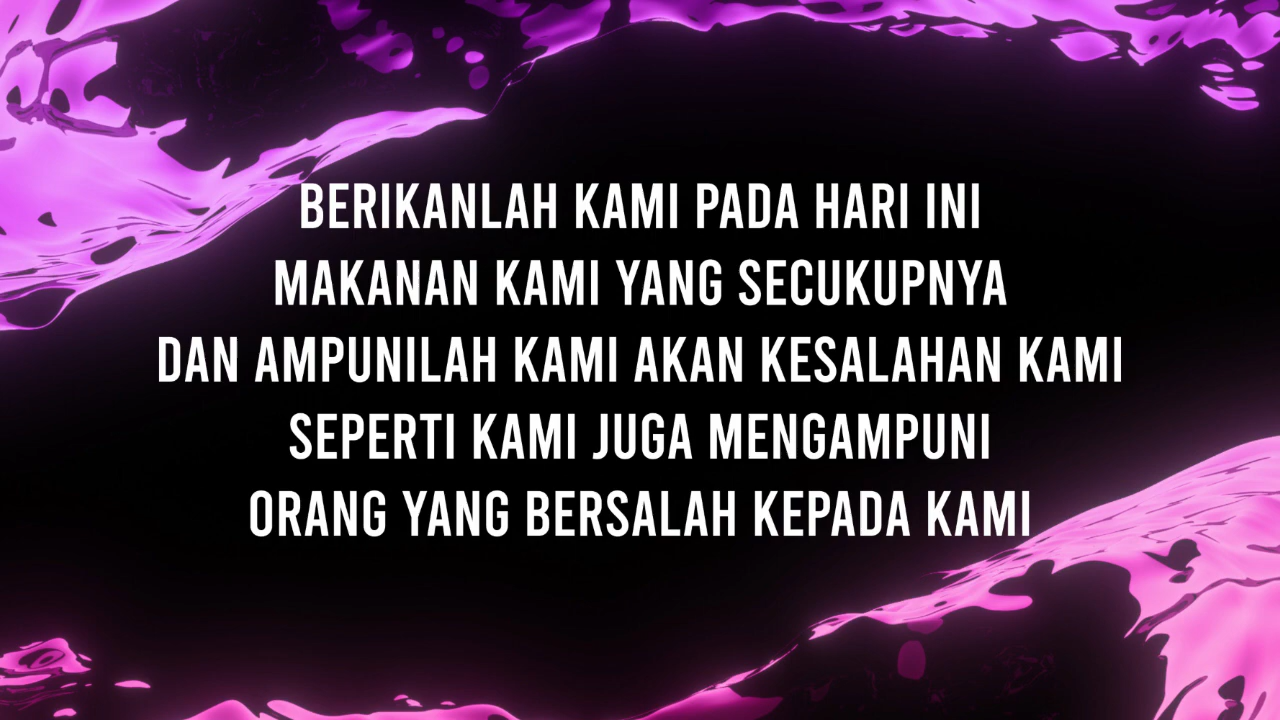 BERIKANLAH KAMI PADA HARI INI
MAKANAN KAMI YANG SECUKUPNYA
DAN AMPUNILAH KAMI AKAN KESALAHAN KAMI
SEPERTI KAMI JUGA MENGAMPUNI
ORANG YANG BERSALAH KEPADA KAMI